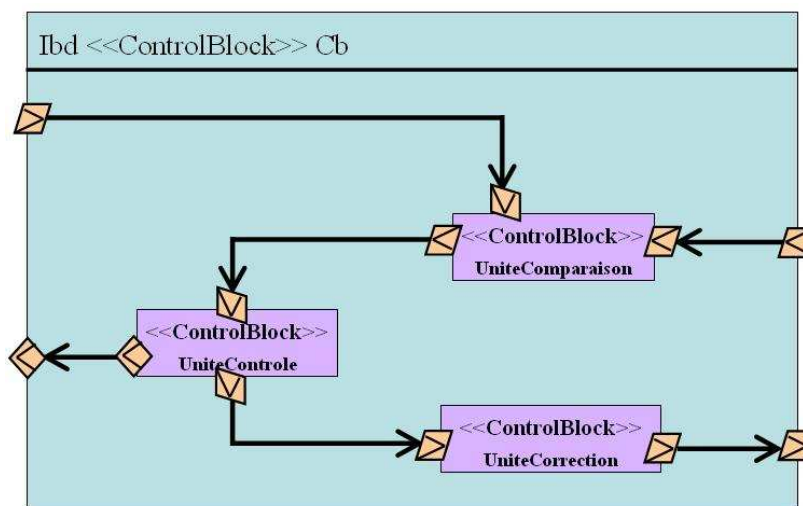 Ibd <<ControlBlock>> Cb
<<ControlBlock>>
UniteComparaison
<<ControlBlock>>
UniteControle
<<ControlBlock>>
UniteCorrection